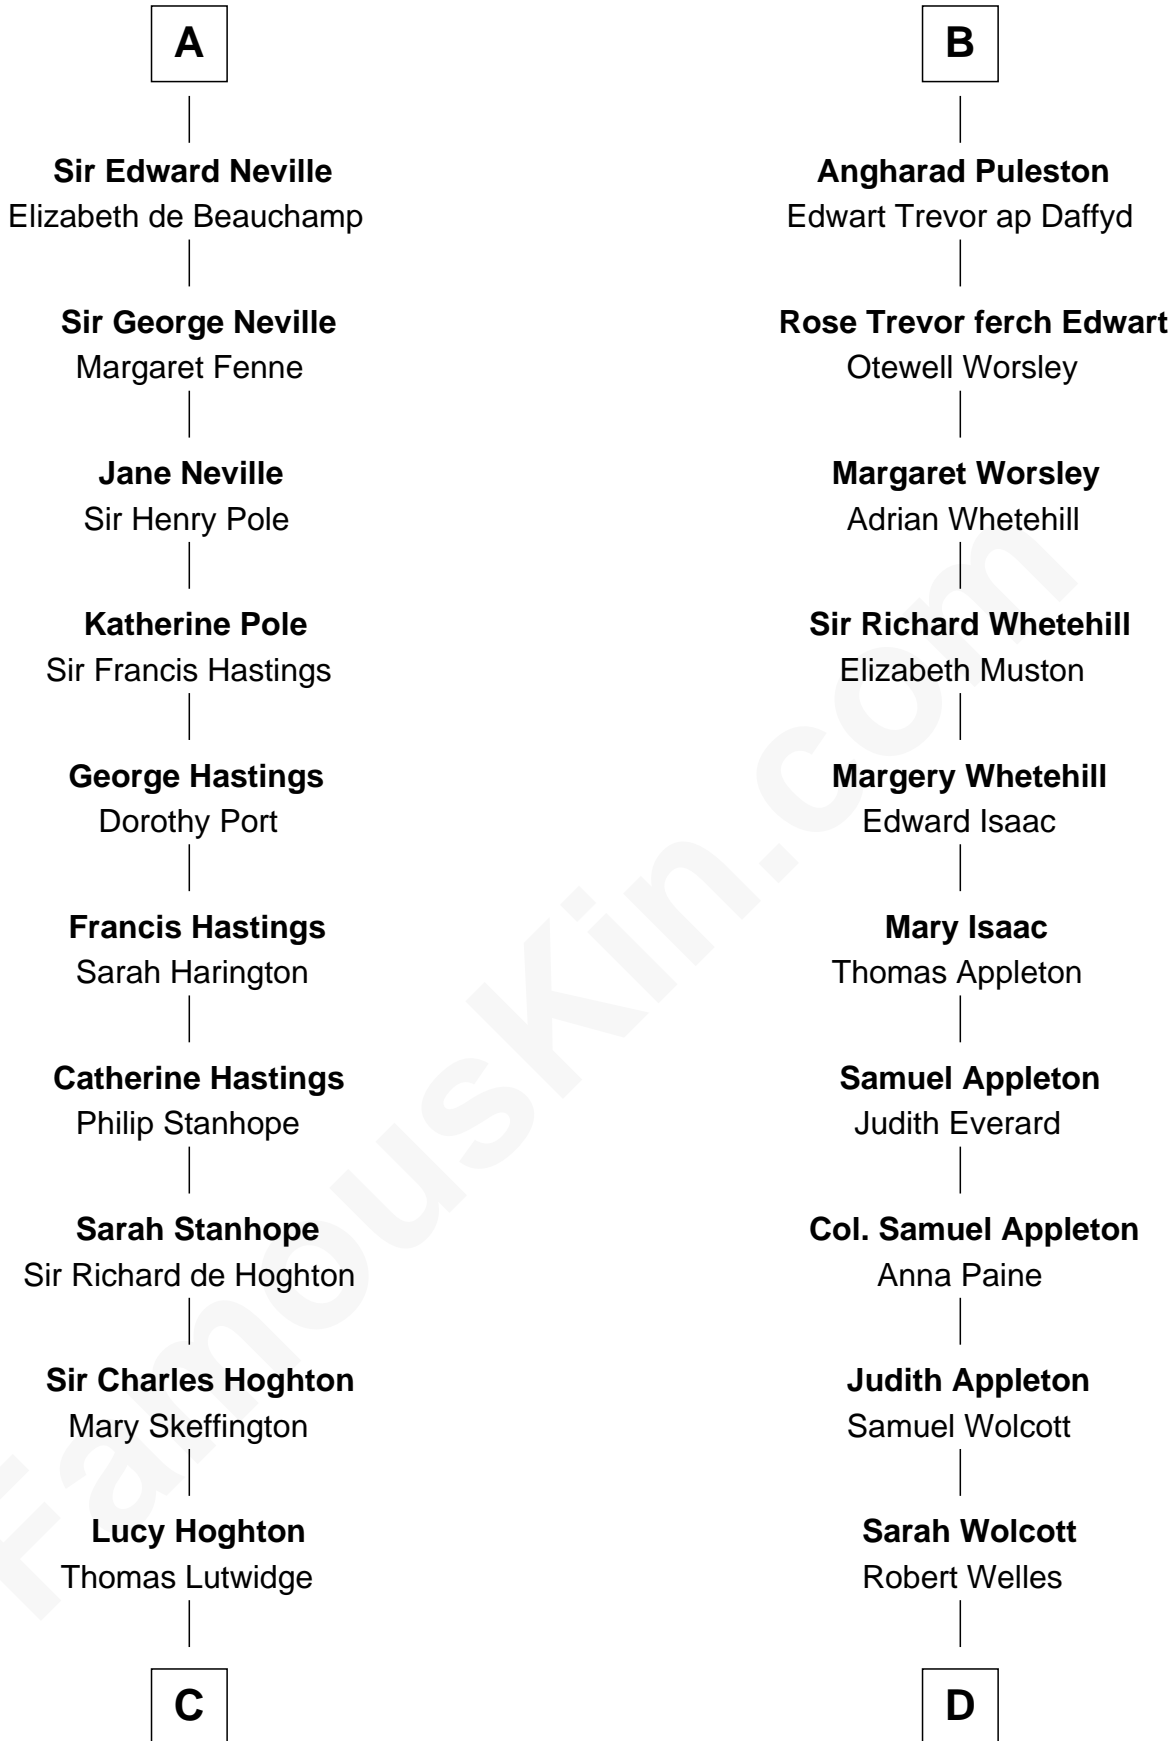 A
Sir Edward Neville
Elizabeth de Beauchamp
Sir George Neville
Margaret Fenne
Jane Neville
Sir Henry Pole
Katherine Pole
Sir Francis Hastings
George Hastings
Dorothy Port
Francis Hastings
Sarah Harington
Catherine Hastings
Philip Stanhope
Sarah Stanhope
Sir Richard de Hoghton
Sir Charles Hoghton
Mary Skeffington
Lucy Hoghton
Thomas Lutwidge
C
B
Angharad Puleston
Edwart Trevor ap Daffyd
Rose Trevor ferch Edwart
Otewell Worsley
Margaret Worsley
Adrian Whetehill
Sir Richard Whetehill
Elizabeth Muston
Margery Whetehill
Edward Isaac
Mary Isaac
Thomas Appleton
Samuel Appleton
Judith Everard
Col. Samuel Appleton
Anna Paine
Judith Appleton
Samuel Wolcott
Sarah Wolcott
Robert Welles
D
FamousKin.com